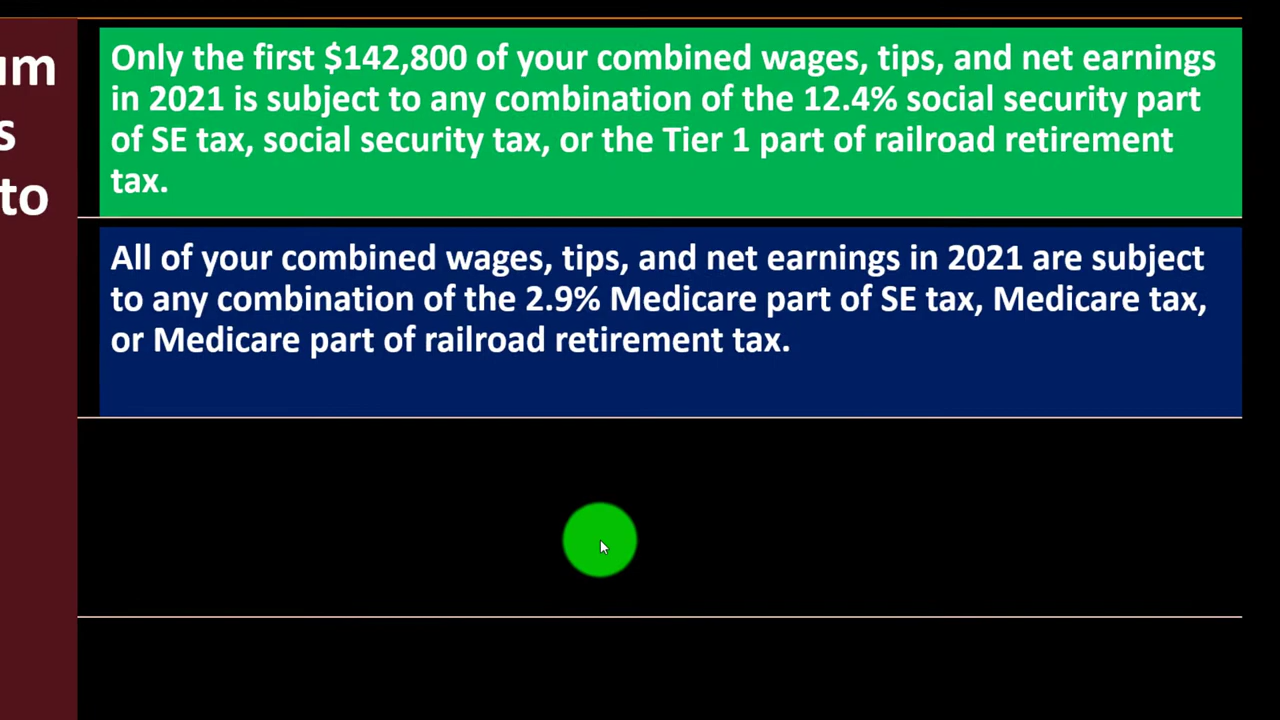 um
s
to
Only the first $142,800 of your combined wages, tips, and net earnings
in 2021 is subject to any combination of the 12.4% social security part
of SE tax, social security tax, or the Tier 1 part of railroad retirement
tax.
All of your combined wages, tips, and net earnings in 2021 are subject
to any combination of the 2.9% Medicare part of SE tax, Medicare tax,
or Medicare part of railroad retirement tax.